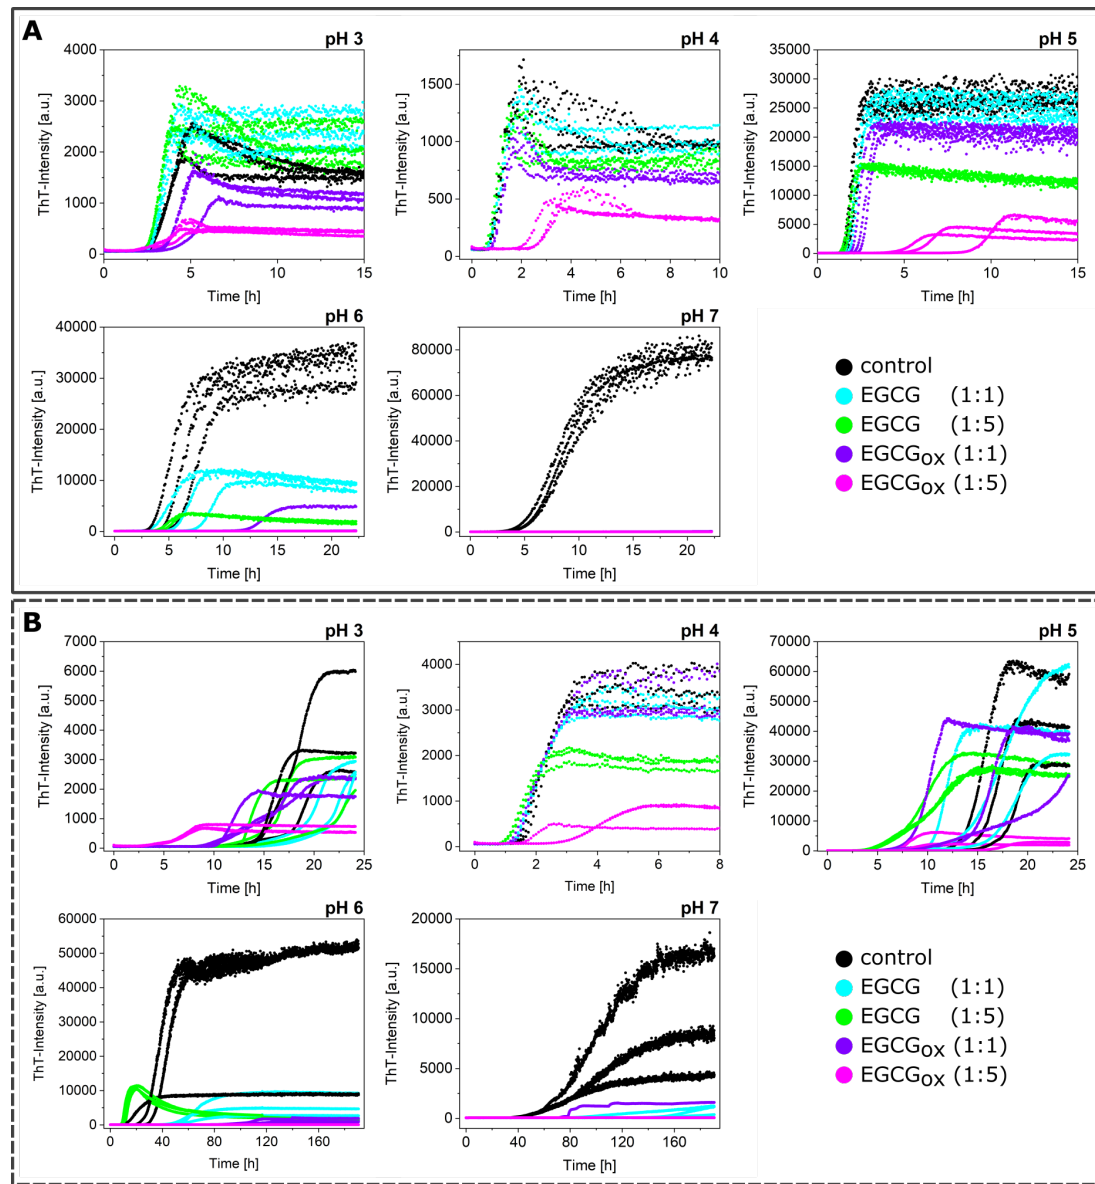 A
pH 3
ThT-Intensity [a.u.]
4000
3000
2000
1000
0
0 5 10 15
Time [h]
pH 4
ThT-Intensity [a.u.]
1500
1000
500
0
0 2 4 6 8 10
Time [h]
pH 5
ThT-Intensity [a.u.]
35000
30000
25000
20000
15000
10000
5000
0
0 5 10 15
Time [h]
pH 6
ThT-Intensity [a.u.]
40000
30000
20000
10000
0
0 5 10 15 20
Time [h]
pH 7
ThT-Intensity [a.u.]
80000
60000
40000
20000
0
0 5 10 15 20
Time [h]
control
EGCG (1:1)
EGCG (1:5)
EGCGOX (1:1)
EGCGOX (1:5)
B
pH 3
ThT-Intensity [a.u.]
7000
6000
5000
4000
3000
2000
1000
0
0 5 10 15 20 25
Time [h]
pH 4
ThT-Intensity [a.u.]
4000
3000
2000
1000
0
0 2 4 6 8
Time [h]
pH 5
ThT-Intensity [a.u.]
70000
60000
50000
40000
30000
20000
10000
0
0 5 10 15 20 25
Time [h]
pH 6
ThT-Intensity [a.u.]
60000
50000
40000
30000
20000
10000
0
0 40 80 120 160
Time [h]
pH 7
ThT-Intensity [a.u.]
20000
15000
10000
5000
0
0 40 80 120 160
Time [h]
control
EGCG (1:1)
EGCG (1:5)
EGCGOX (1:1)
EGCGOX (1:5)